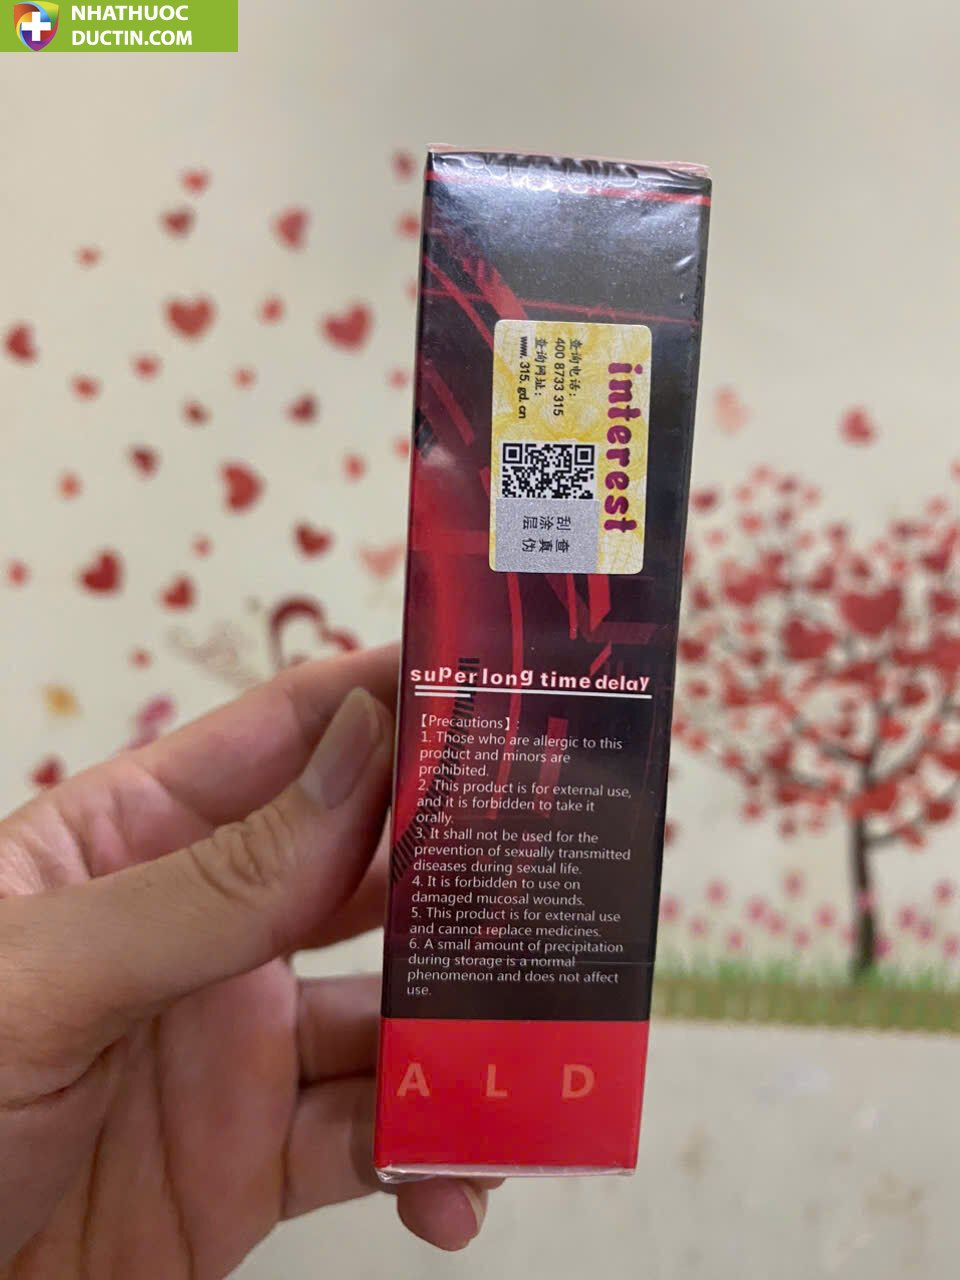 NHATHUOC
DUCTIN.COM
interest
查询电话:
400 8733 315
查询网址:
www.315.gd.cn
刮涂层
查真伪
super long time delay
【Precautions】:
1. Those who are allergic to this
product and minors are
prohibited.
2. This product is for external use,
and it is forbidden to take it
orally.
3. It shall not be used for the
prevention of sexually transmitted
diseases during sexual life.
4. It is forbidden to use on
damaged mucosal wounds.
5. This product is for external use
and cannot replace medicines.
6. A small amount of precipitation
during storage is a normal
phenomenon and does not affect
use.
A L D